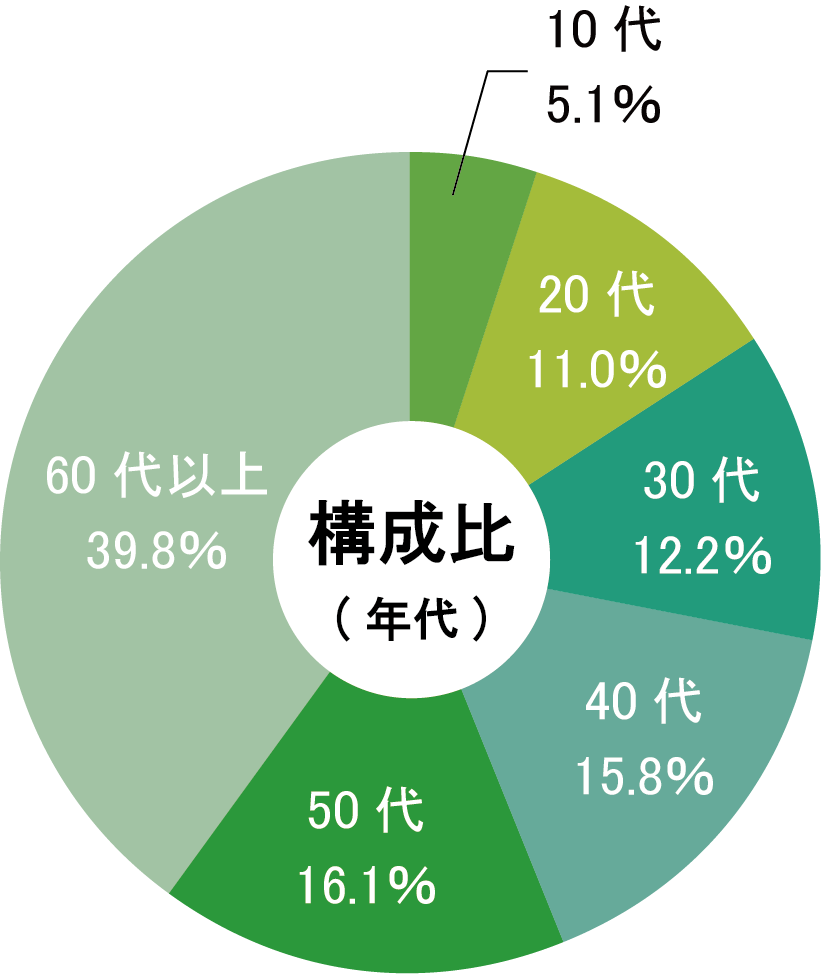 10 代
5.1%
20 代
11.0%
30 代
12.2%
40 代
15.8%
50 代
16.1%
60 代以上
39.8%
構成比
（ 年代 ）